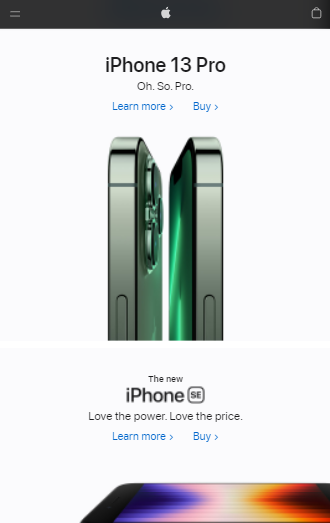 iPhone 13 Pro
Oh. So. Pro.
Learn more > Buy >
The new
iPhone SE
Love the power. Love the price.
Learn more > Buy >